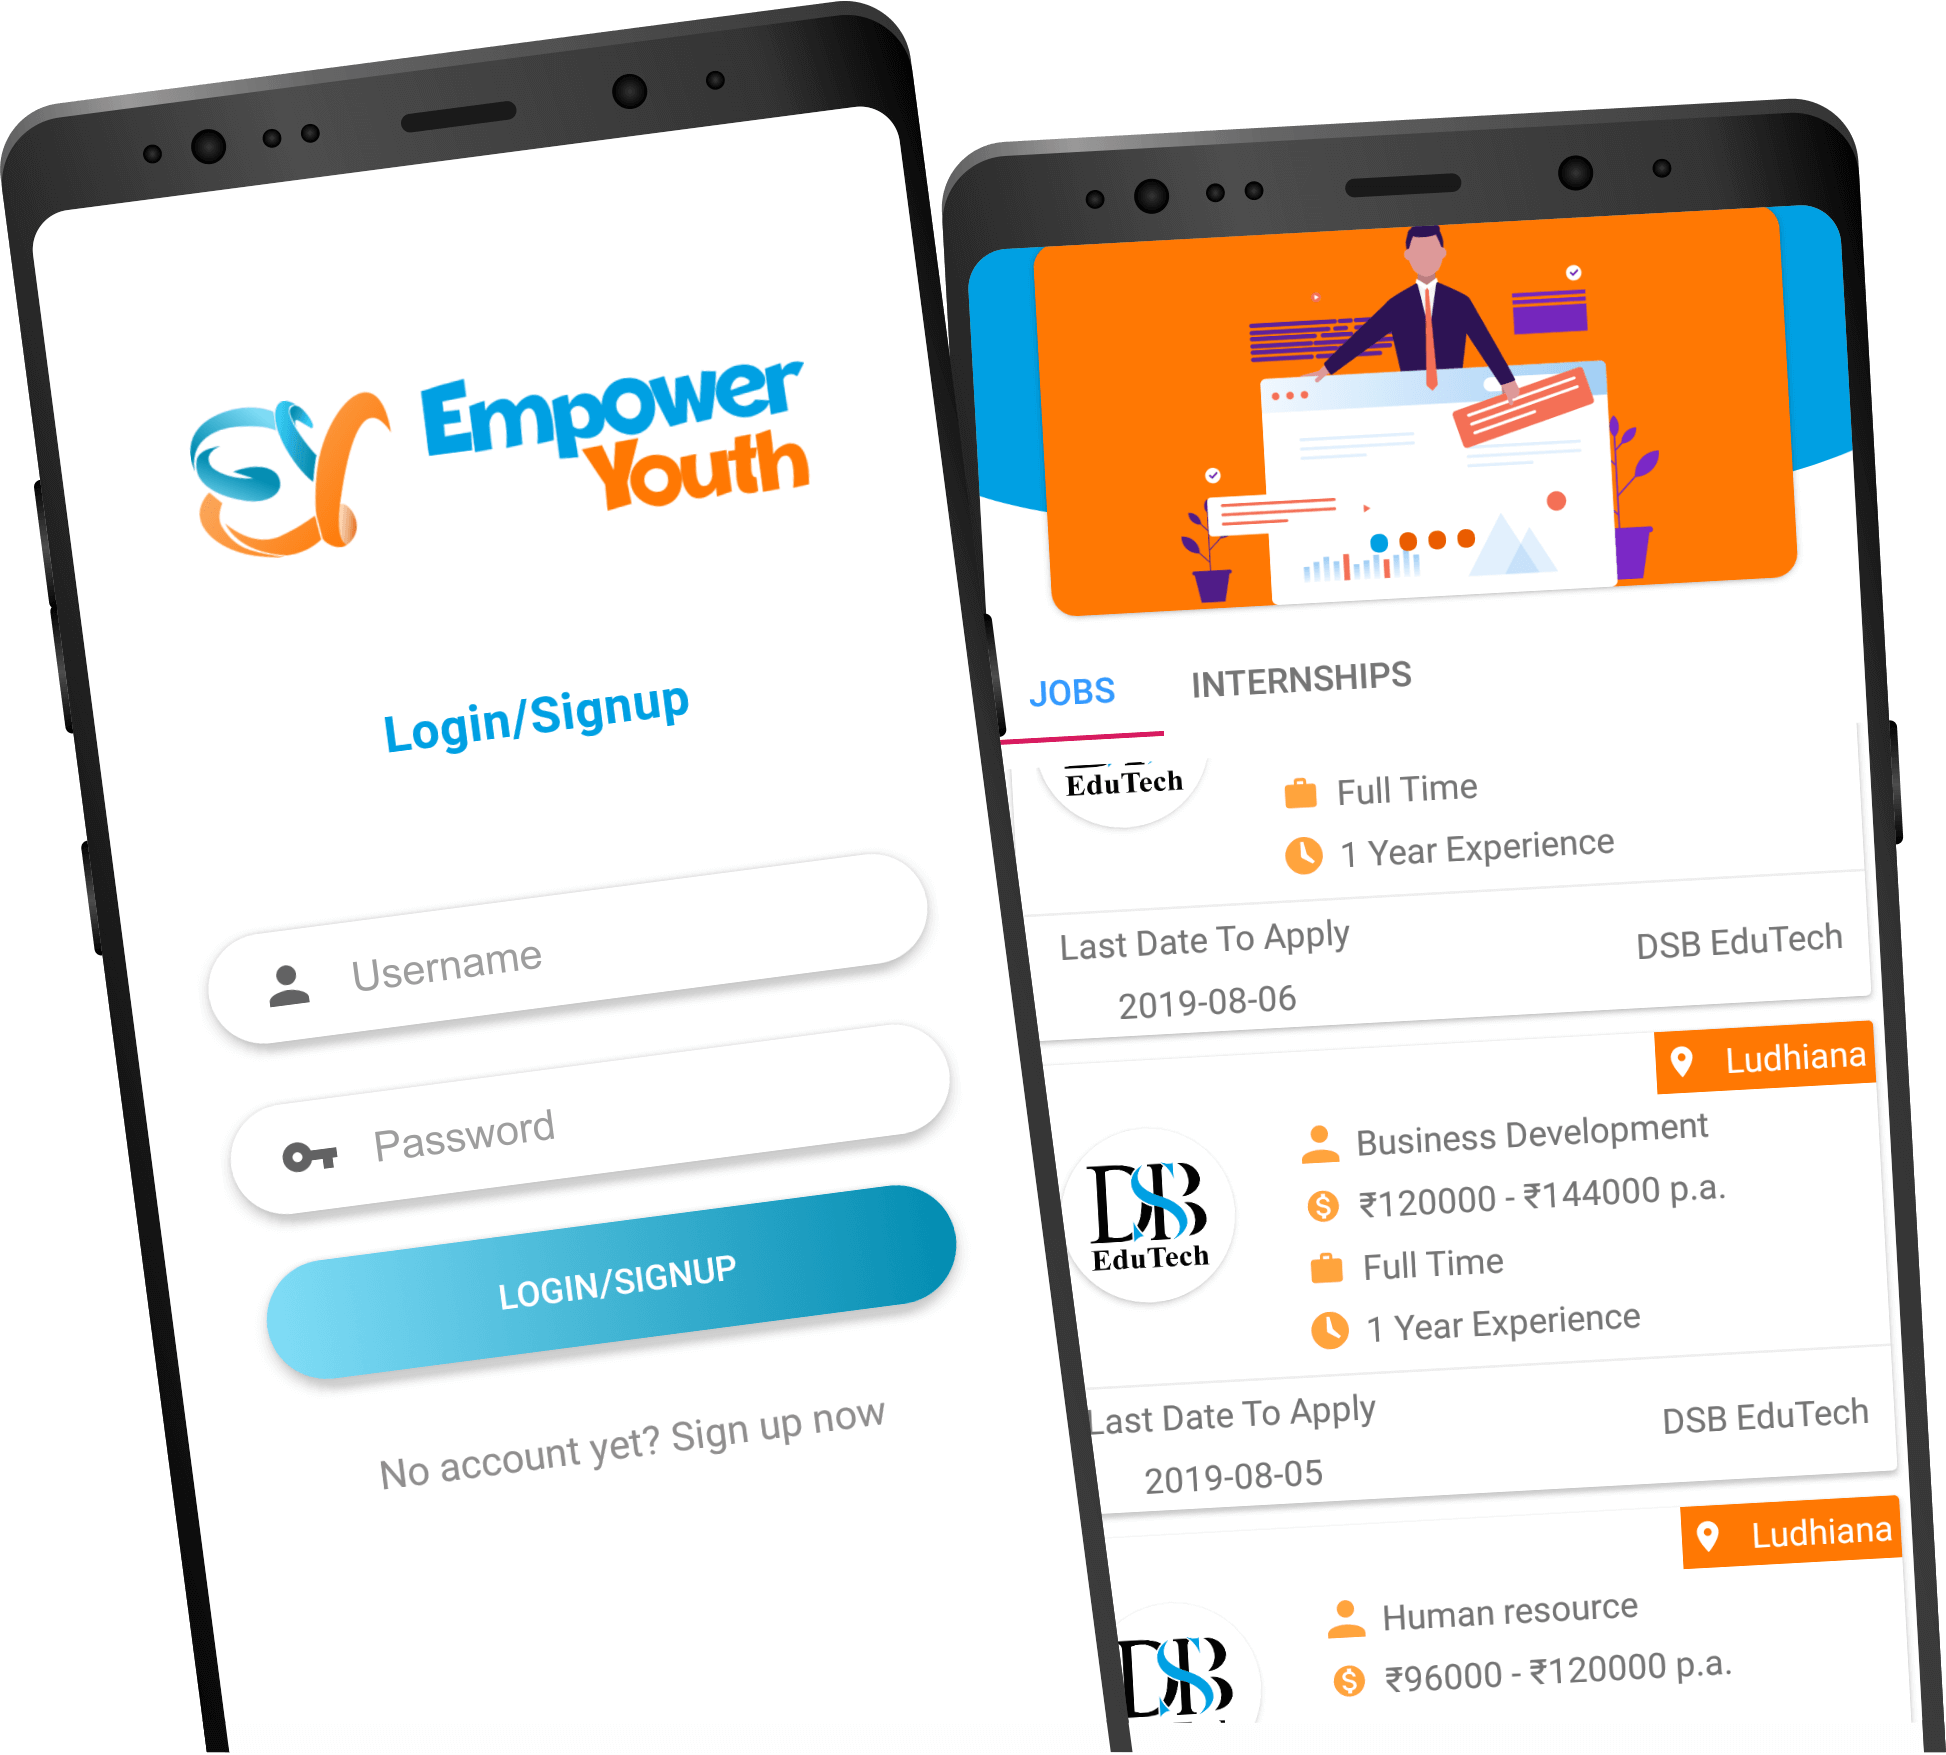 Empower
Youth
Login/Signup
Username
Password
LOGIN/SIGNUP
No account yet? Sign up now
JOBS
INTERNSHIPS
EduTech
Full Time
1 Year Experience
Last Date To Apply
DSB EduTech
2019-08-06
Ludhiana
DSB
EduTech
Business Development
₹120000 - ₹144000 p.a.
Full Time
1 Year Experience
Last Date To Apply
DSB EduTech
2019-08-05
Ludhiana
DSB
Human resource
₹96000 - ₹120000 p.a.